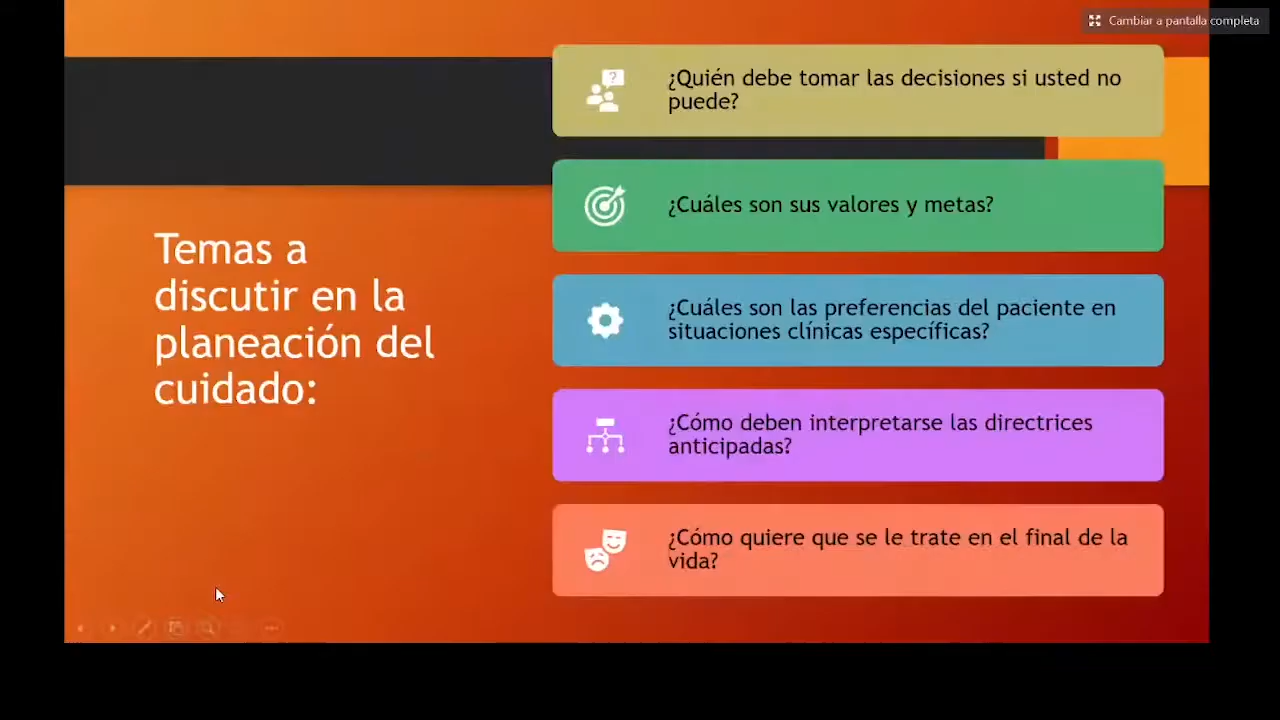 Cambiar a pantalla completa
¿Quién debe tomar las decisiones si usted no
puede?
¿Cuáles son sus valores y metas?
Temas a
discutir en la
planeación del
cuidado:
¿Cuáles son las preferencias del paciente en
situaciones clínicas específicas?
¿Cómo deben interpretarse las directrices
anticipadas?
¿Cómo quiere que se le trate en el final de la
vida?